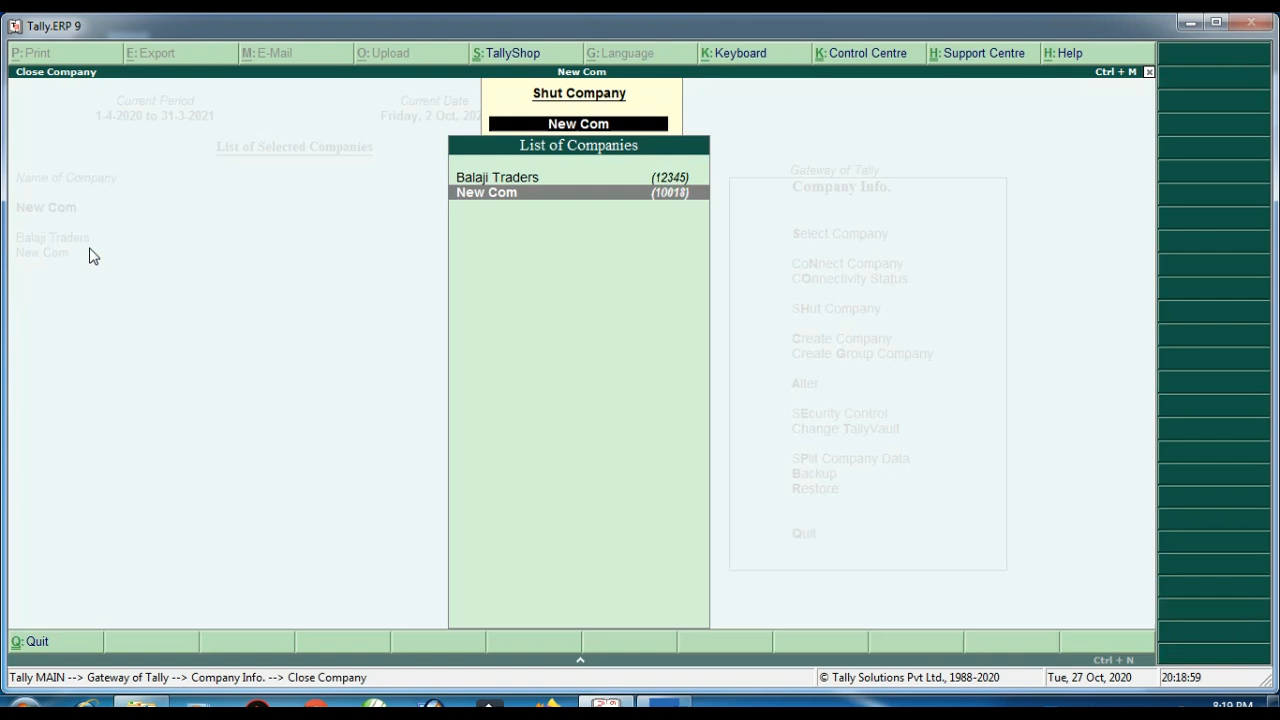 Tally.ERP 9
P: Print E: Export M: E-Mail O: Upload S: TallyShop G: Language K: Keyboard K: Control Centre H: Support Centre H: Help
Close Company New Com Ctrl + M
Current Period
1-4-2020 to 31-3-2021
Current Date
Friday, 2 Oct, 202
List of Selected Companies
Name of Company
New Com
Balaji Traders
New Com
Shut Company
New Com
List of Companies
Balaji Traders (12345)
New Com (10018)
Gateway of Tally
Company Info.
Select Company
CoNnect Company
COnnectivity Status
SHut Company
Create Company
Create Group Company
Alter
SEcurity Control
Change TallyVault
SPlit Company Data
Backup
Restore
Quit
Q: Quit
Ctrl + N
Tally MAIN --> Gateway of Tally --> Company Info. --> Close Company © Tally Solutions Pvt Ltd., 1988-2020 Tue, 27 Oct, 2020 20:18:59
8:19 PM